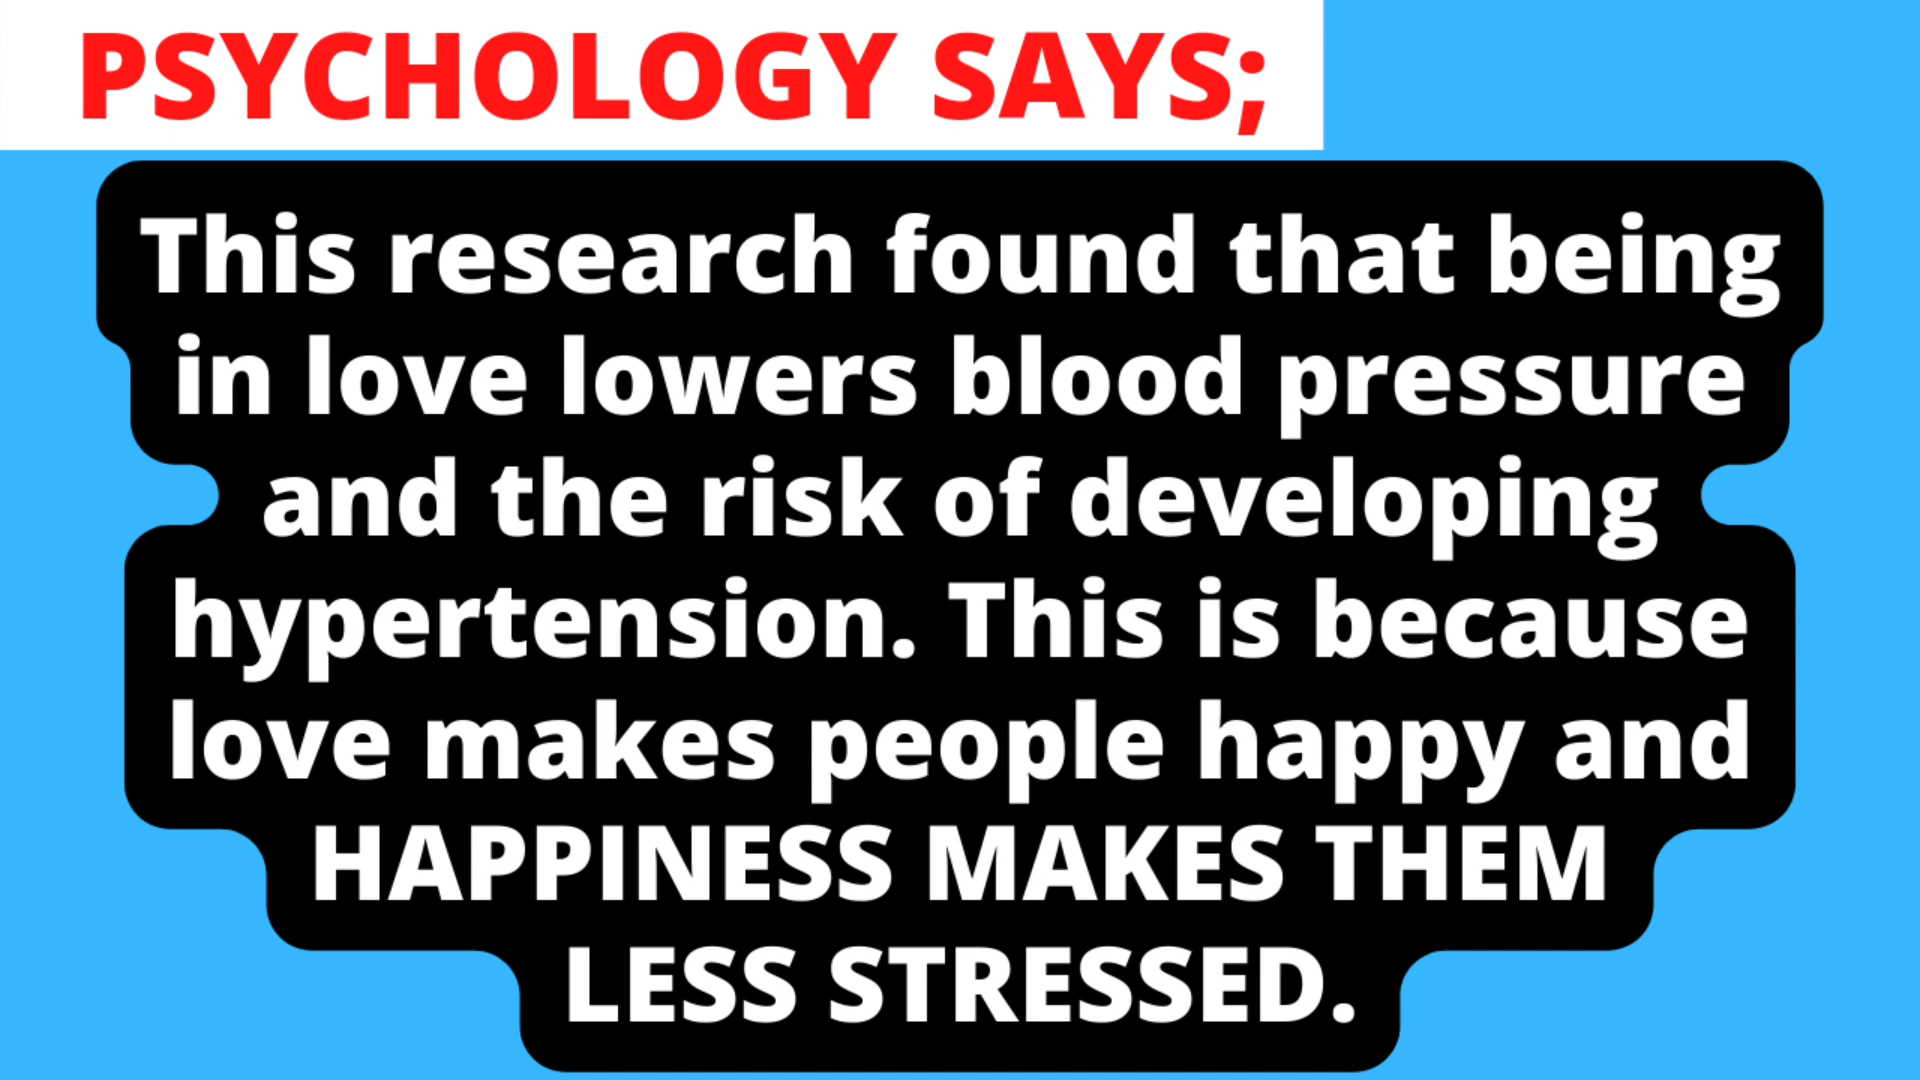 PSYCHOLOGY SAYS;
This research found that being
in love lowers blood pressure
and the risk of developing
hypertension. This is because
love makes people happy and
HAPPINESS MAKES THEM
LESS STRESSED.